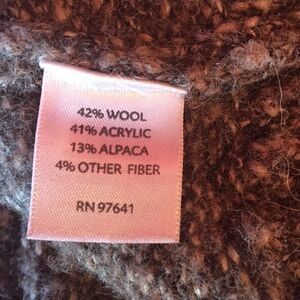 42% WOOL
41% ACRYLIC
13% ALPACA
4% OTHER FIBER
RN 97641